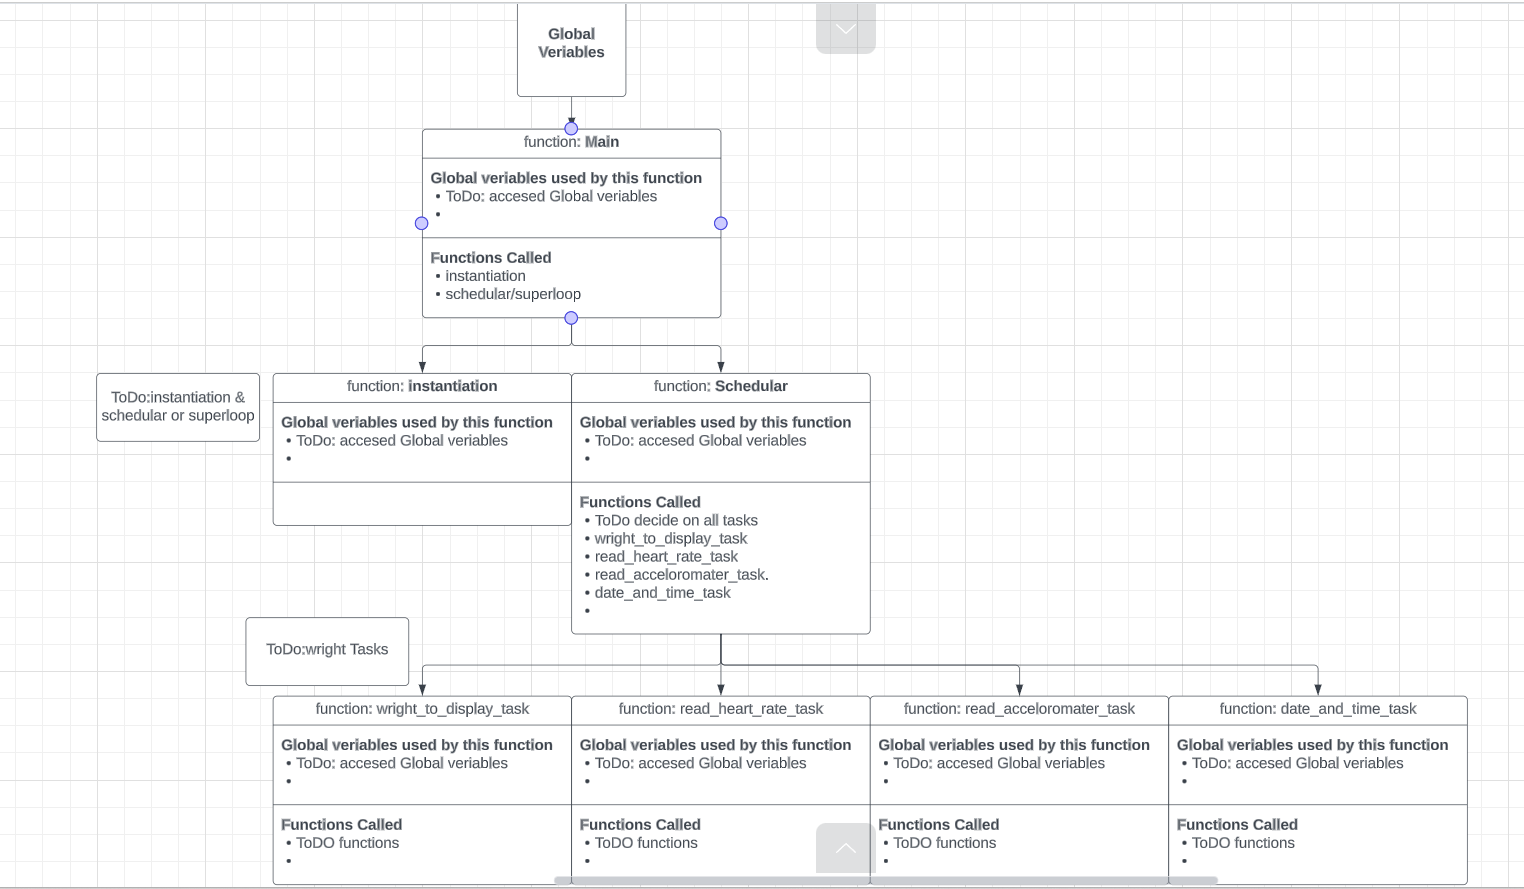 Global
Veriables
function: Main
Global veriables used by this function
• ToDo: accesed Global veriables
•
Functions Called
• instantiation
• schedular/superloop
ToDo:instantiation &
schedular or superloop
function: instantiation
Global veriables used by this function
• ToDo: accesed Global veriables
•
function: Schedular
Global veriables used by this function
• ToDo: accesed Global veriables
•
Functions Called
• ToDo decide on all tasks
• wright_to_display_task
• read_heart_rate_task
• read_acceloromater_task.
• date_and_time_task
•
ToDo:wright Tasks
function: wright_to_display_task
Global veriables used by this function
• ToDo: accesed Global veriables
•
Functions Called
• ToDO functions
•
function: read_heart_rate_task
Global veriables used by this function
• ToDo: accesed Global veriables
•
Functions Called
• ToDO functions
•
function: read_acceloromater_task
Global veriables used by this function
• ToDo: accesed Global veriables
•
Functions Called
• ToDO functions
•
function: date_and_time_task
Global veriables used by this function
• ToDo: accesed Global veriables
•
Functions Called
• ToDO functions
•